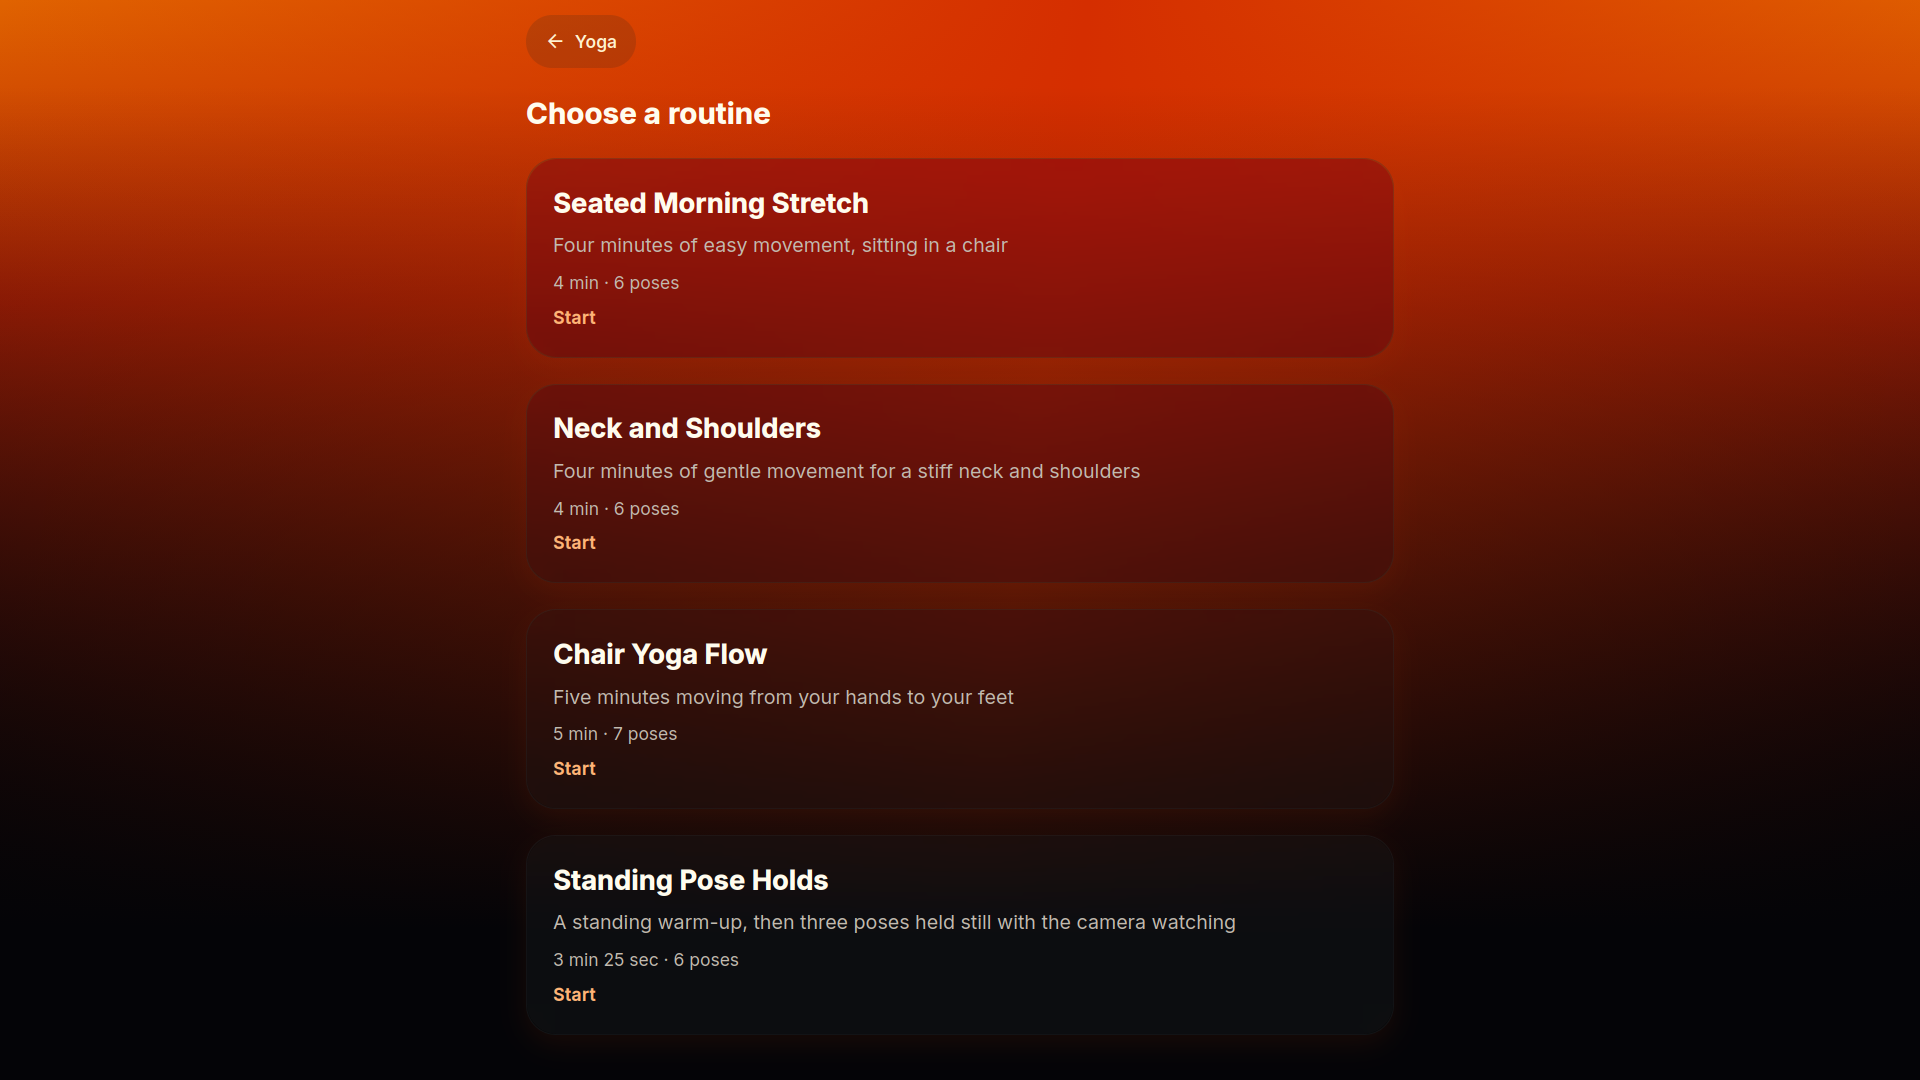 Yoga
Choose a routine
Seated Morning Stretch
Four minutes of easy movement, sitting in a chair
4 min · 6 poses
Start
Neck and Shoulders
Four minutes of gentle movement for a stiff neck and shoulders
4 min · 6 poses
Start
Chair Yoga Flow
Five minutes moving from your hands to your feet
5 min · 7 poses
Start
Standing Pose Holds
A standing warm-up, then three poses held still with the camera watching
3 min 25 sec · 6 poses
Start